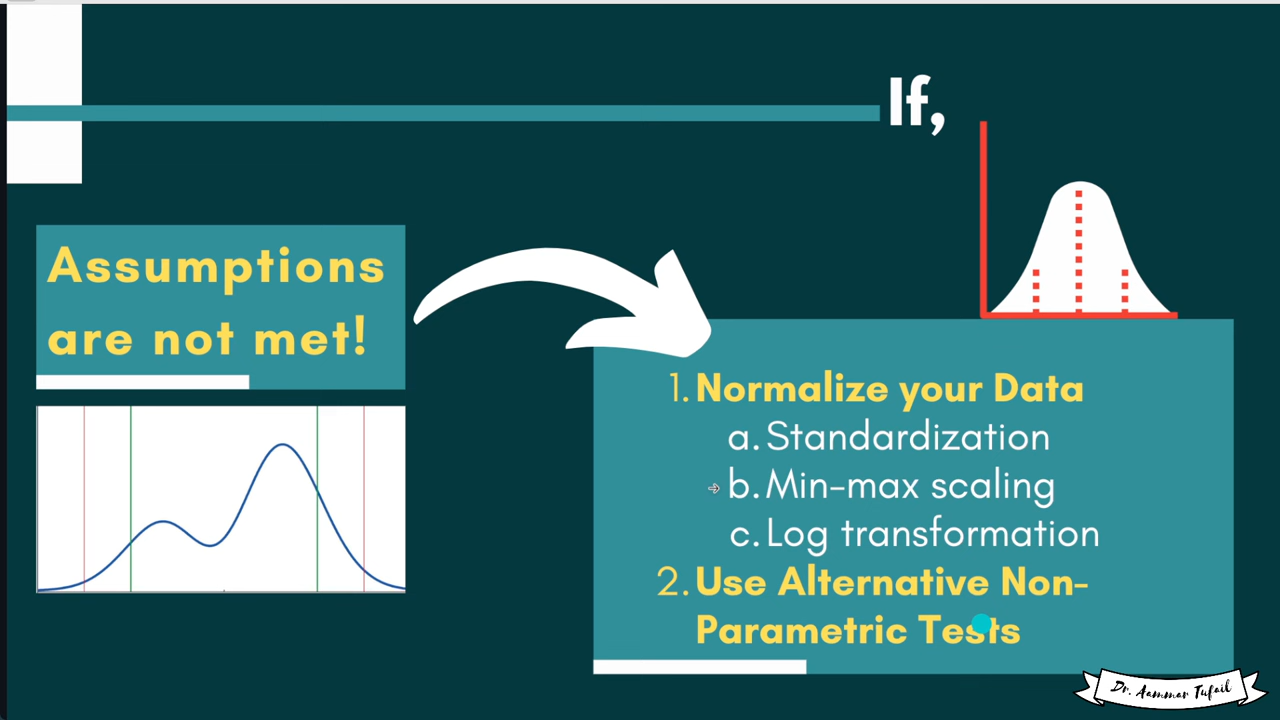 If,
Assumptions
are not met!
1. Normalize your Data
a. Standardization
b. Min-max scaling
c. Log transformation
2. Use Alternative Non-
Parametric Tests
Dr. Aammar Tufail